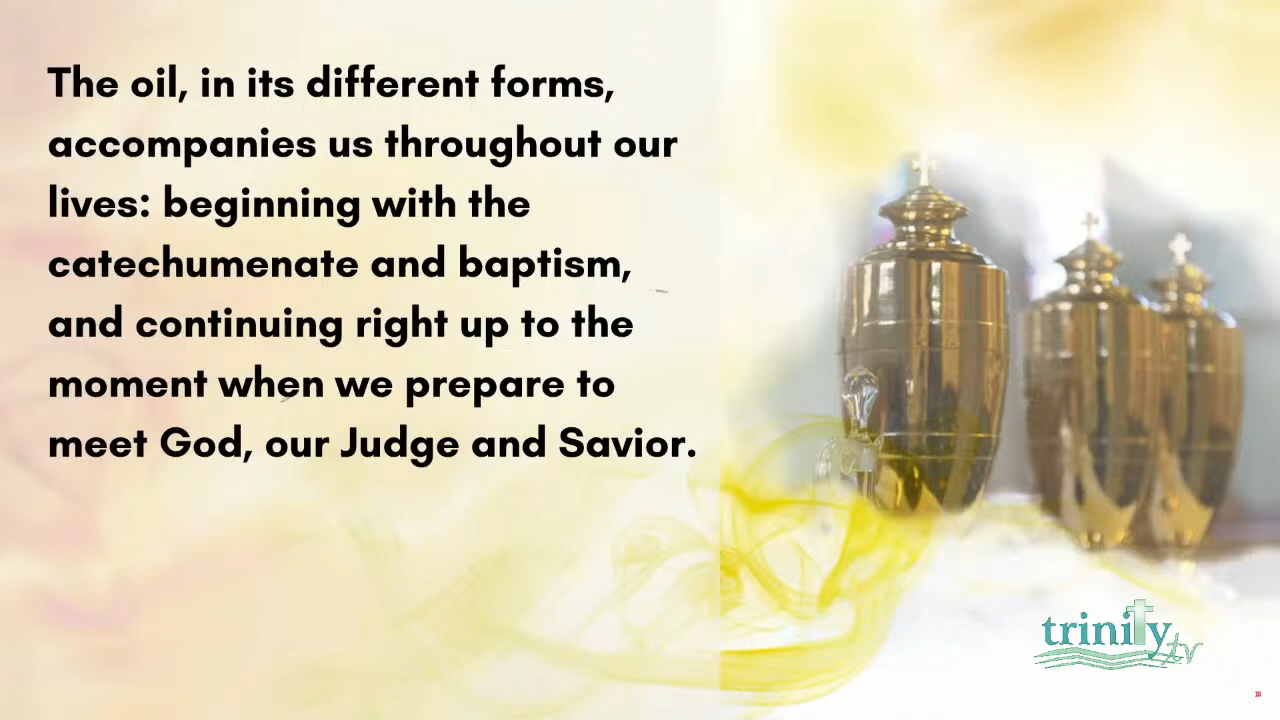 The oil, in its different forms,
accompanies us throughout our
lives: beginning with the
catechumenate and baptism,
and continuing right up to the
moment when we prepare to
meet God, our Judge and Savior.
trinity tv